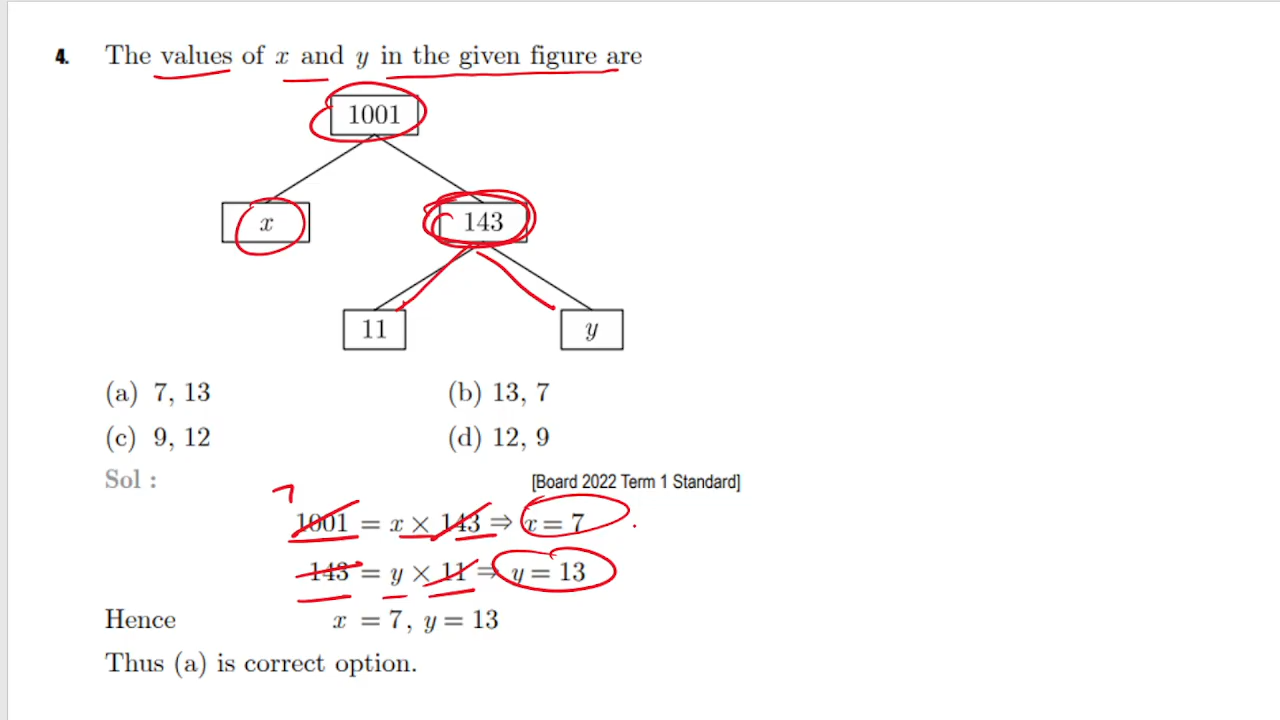 4. The values of x and y in the given figure are
1001
x 143
11 y
(a) 7, 13 (b) 13, 7
(c) 9, 12 (d) 12, 9
Sol :
[Board 2022 Term 1 Standard]
7
1001 = x × 143 ⇒ x = 7
143 = y × 11 ⇒ y = 13
Hence x = 7, y = 13
Thus (a) is correct option.